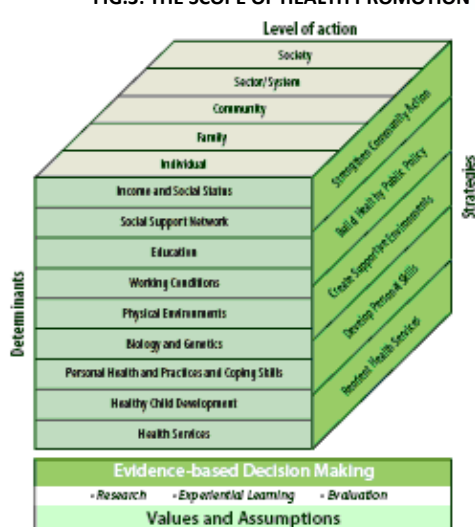 FIG.3: THE SCOPE OF HEALTH PROMOTION
Level of action
Society
Sector/System
Community
Family
Individual
Income and Social Status
Social Support Network
Education
Working Conditions
Physical Environments
Biology and Genetics
Personal Health and Practices and Coping Skills
Healthy Child Development
Health Services
Determinants
Strengthen Community Action
Build Healthy Public Policy
Create Supportive Environments
Develop Personal Skills
Reorient Health Services
Strategies
Evidence-based Decision Making
- Research - Experiential Learning - Evaluation
Values and Assumptions